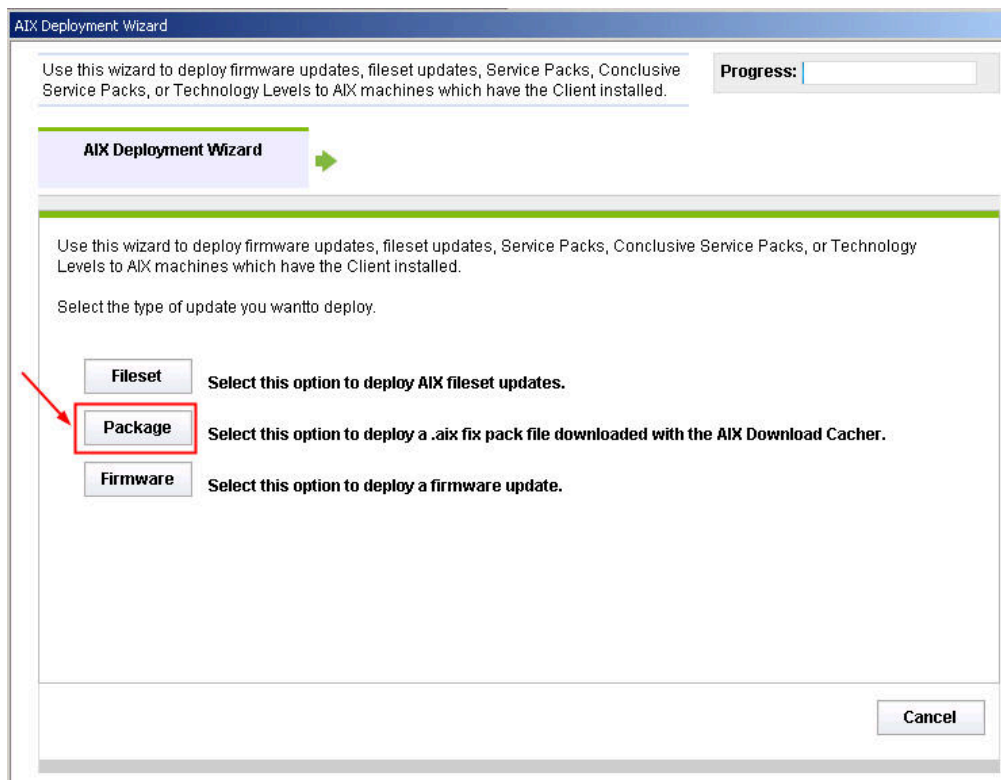 AIX Deployment Wizard
Use this wizard to deploy firmware updates, fileset updates, Service Packs, Conclusive
Service Packs, or Technology Levels to AIX machines which have the Client installed.
Progress:
AIX Deployment Wizard
Use this wizard to deploy firmware updates, fileset updates, Service Packs, Conclusive Service Packs, or Technology
Levels to AIX machines which have the Client installed.
Select the type of update you wantto deploy.
Fileset
Select this option to deploy AIX fileset updates.
Package
Select this option to deploy a .aix fix pack file downloaded with the AIX Download Cacher.
Firmware
Select this option to deploy a firmware update.
Cancel